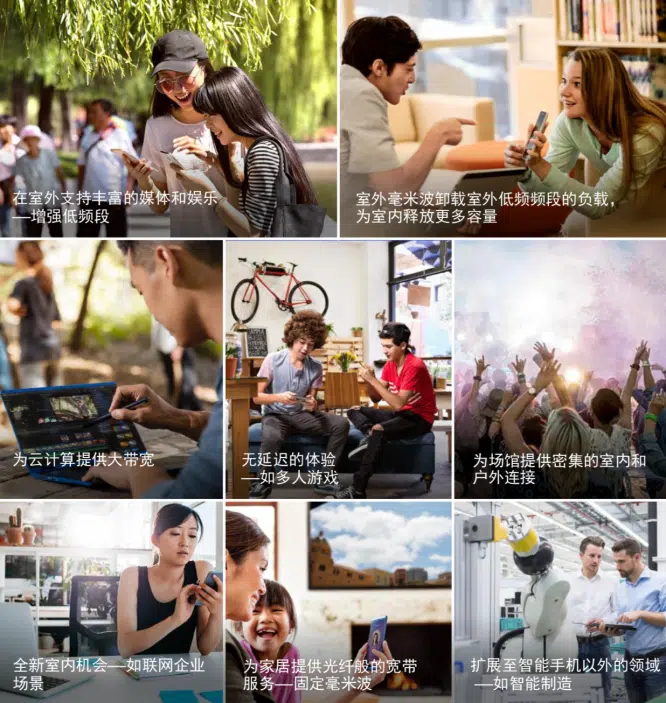 在室外支持丰富的媒体和娱乐
—增强低频段
室外毫米波卸载室外低频频段的负载，
为室内释放更多容量
为云计算提供大带宽
无延迟的体验
—如多人游戏
为场馆提供密集的室内和
户外连接
全新室内机会—如联网企业
场景
为家居提供光纤般的宽带
服务—固定毫米波
扩展至智能手机以外的领域
—如智能制造